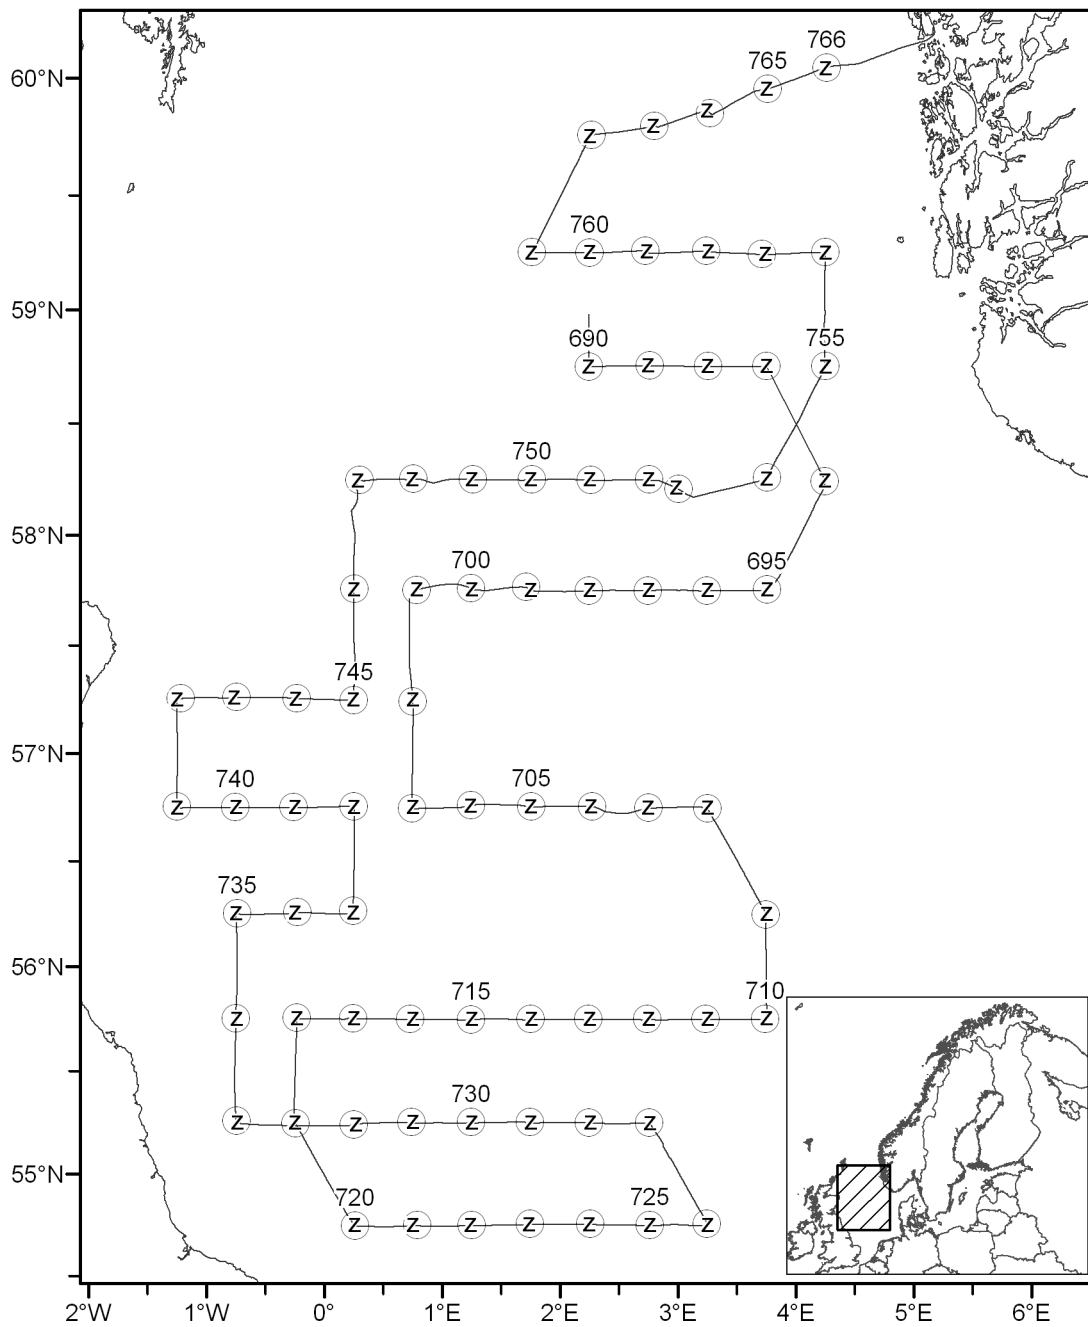 766
765
60°N
760
59°N
690
755
750
58°N
700
695
745
57°N
740
705
735
56°N
715
710
730
55°N
720
725
2°W 1°W 0° 1°E 2°E 3°E 4°E 5°E 6°E
Z Z Z Z Z
Z Z Z Z Z Z
Z Z Z Z Z
Z Z Z Z Z Z Z Z Z
Z Z Z Z Z Z Z Z
Z Z Z Z Z
Z Z Z Z Z Z Z Z Z Z
Z Z Z Z
Z Z Z Z Z Z Z Z Z Z
Z Z Z Z Z Z Z Z
Z Z Z Z Z Z Z